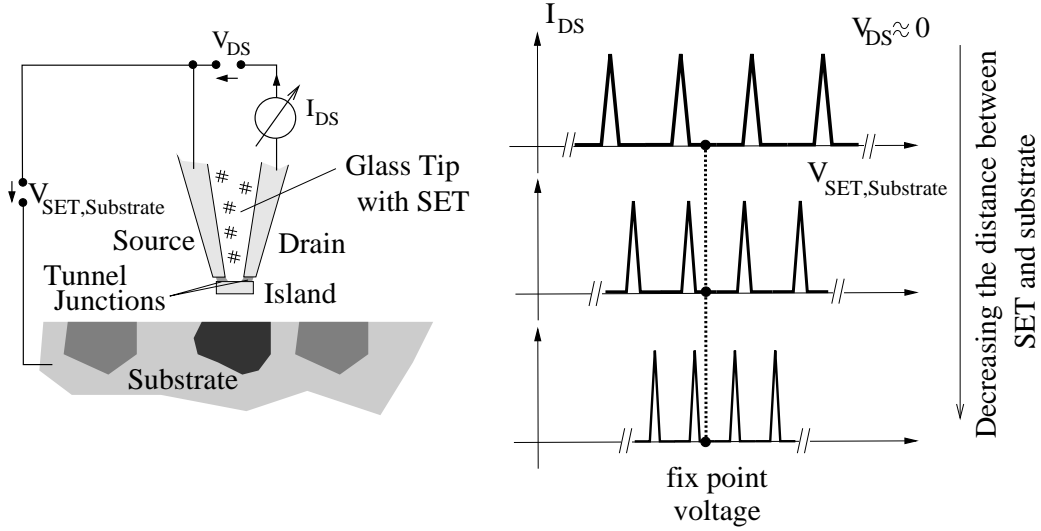 V_DS
I_DS
V_SET,Substrate
Glass Tip
with SET
Source
Drain
Tunnel
Junctions
Island
Substrate
I_DS
V_DS≈0
V_SET,Substrate
fix point
voltage
Decreasing the distance between
SET and substrate